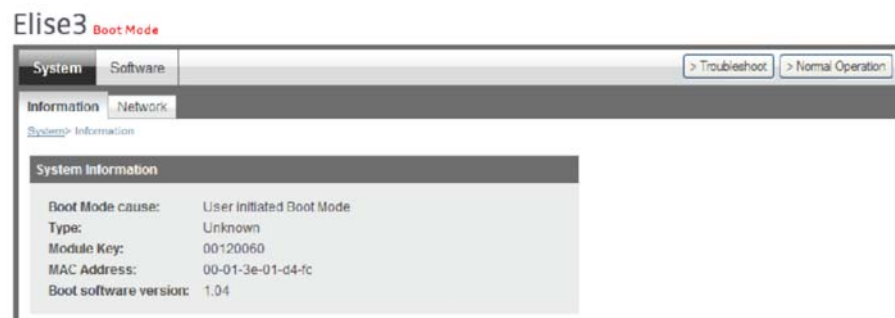 Elise3 Boot Mode
System Software > Troubleshoot > Normal Operation
Information Network
System> Information
System Information
Boot Mode cause: User initiated Boot Mode
Type: Unknown
Module Key: 00120060
MAC Address: 00-01-3e-01-d4-fc
Boot software version: 1.04